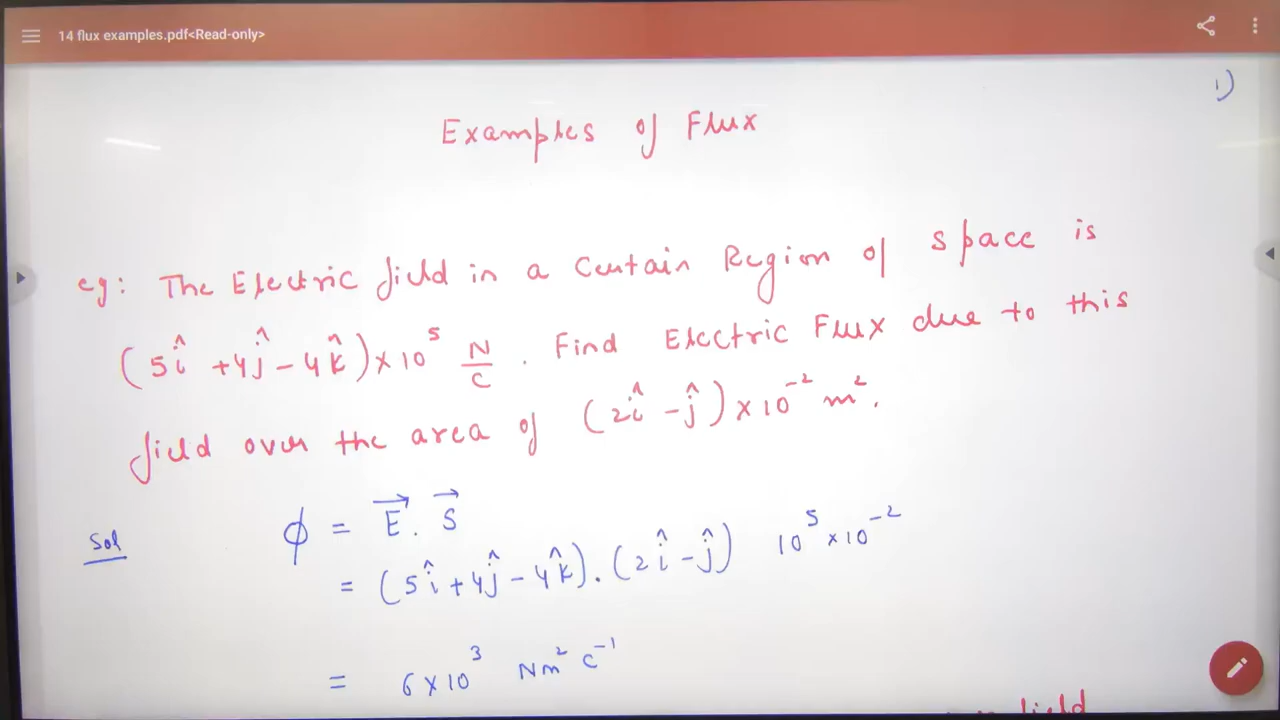 14 flux examples.pdf<Read-only>
1)
Examples of Flux
eg: The Electric field in a Certain Region of space is
(5î + 4ĵ - 4k̂) × 10⁵ N/C . Find Electric Flux due to this
field over the area of (2î - ĵ) × 10⁻² m².
Sol ϕ = E⃗ . S⃗
= (5î + 4ĵ - 4k̂) . (2î - ĵ) 10⁵ × 10⁻²
= 6 × 10³ Nm² C⁻¹
field